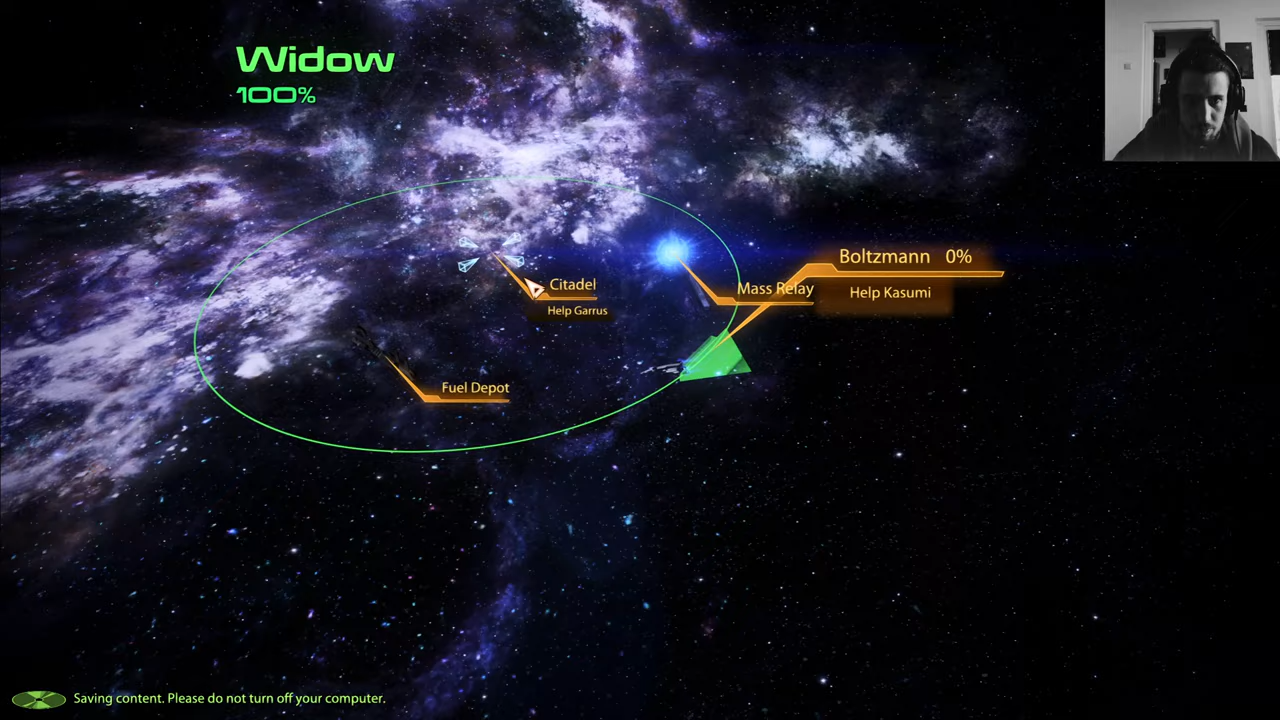 Widow
100%
Boltzmann 0%
Help Kasumi
Citadel
Help Garrus
Mass Relay
Fuel Depot
Saving content. Please do not turn off your computer.